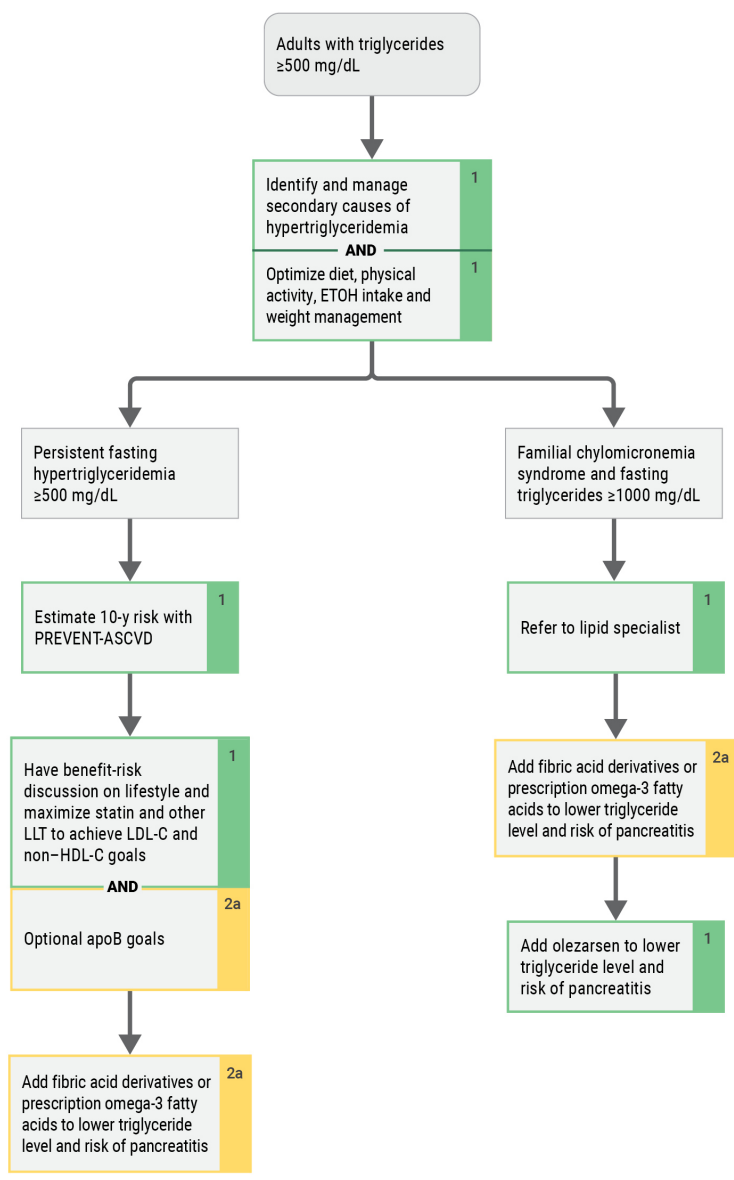 Adults with triglycerides
≥500 mg/dL
Identify and manage
secondary causes of
hypertriglyceridemia
1
AND
Optimize diet, physical
activity, ETOH intake and
weight management
1
Persistent fasting
hypertriglyceridemia
≥500 mg/dL
Estimate 10-y risk with
PREVENT-ASCVD
1
Have benefit-risk
discussion on lifestyle and
maximize statin and other
LLT to achieve LDL-C and
non–HDL-C goals
1
AND
Optional apoB goals
2a
Add fibric acid derivatives or
prescription omega-3 fatty
acids to lower triglyceride
level and risk of pancreatitis
2a
Familial chylomicronemia
syndrome and fasting
triglycerides ≥1000 mg/dL
Refer to lipid specialist
1
Add fibric acid derivatives or
prescription omega-3 fatty
acids to lower triglyceride
level and risk of pancreatitis
2a
Add olezarsen to lower
triglyceride level and
risk of pancreatitis
1